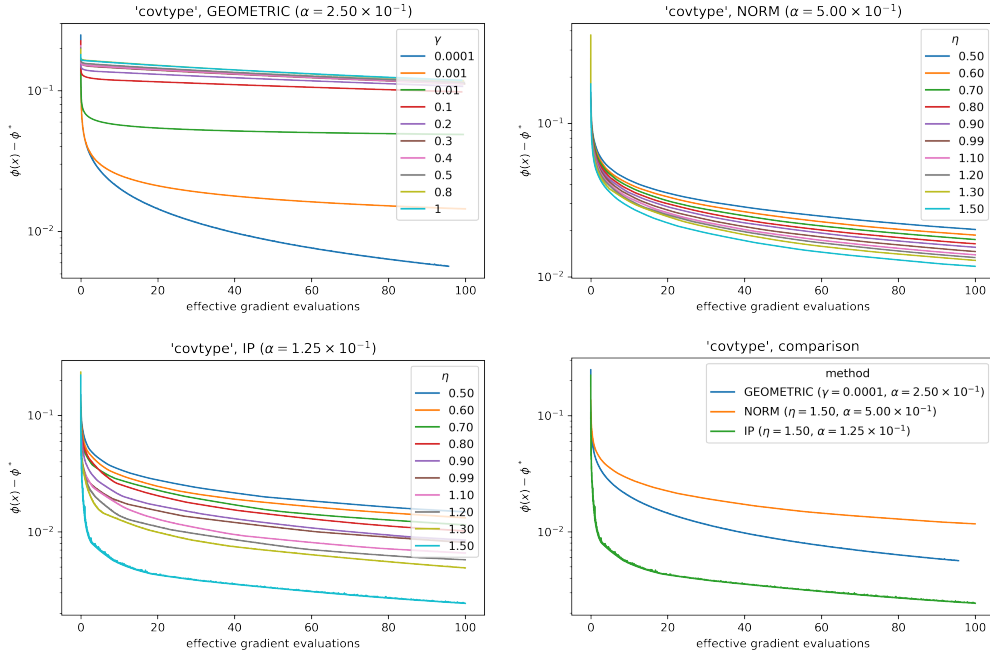 'covtype', GEOMETRIC (α = 2.50 × 10⁻¹)
ϕ(x) − ϕ*
10⁻¹
10⁻²
γ
0.0001
0.001
0.01
0.1
0.2
0.3
0.4
0.5
0.8
1
0 20 40 60 80 100
effective gradient evaluations
'covtype', NORM (α = 5.00 × 10⁻¹)
ϕ(x) − ϕ*
10⁻¹
10⁻²
η
0.50
0.60
0.70
0.80
0.90
0.99
1.10
1.20
1.30
1.50
0 20 40 60 80 100
effective gradient evaluations
'covtype', IP (α = 1.25 × 10⁻¹)
ϕ(x) − ϕ*
10⁻¹
10⁻²
η
0.50
0.60
0.70
0.80
0.90
0.99
1.10
1.20
1.30
1.50
0 20 40 60 80 100
effective gradient evaluations
'covtype', comparison
ϕ(x) − ϕ*
10⁻¹
10⁻²
method
GEOMETRIC (γ = 0.0001, α = 2.50 × 10⁻¹)
NORM (η = 1.50, α = 5.00 × 10⁻¹)
IP (η = 1.50, α = 1.25 × 10⁻¹)
0 20 40 60 80 100
effective gradient evaluations